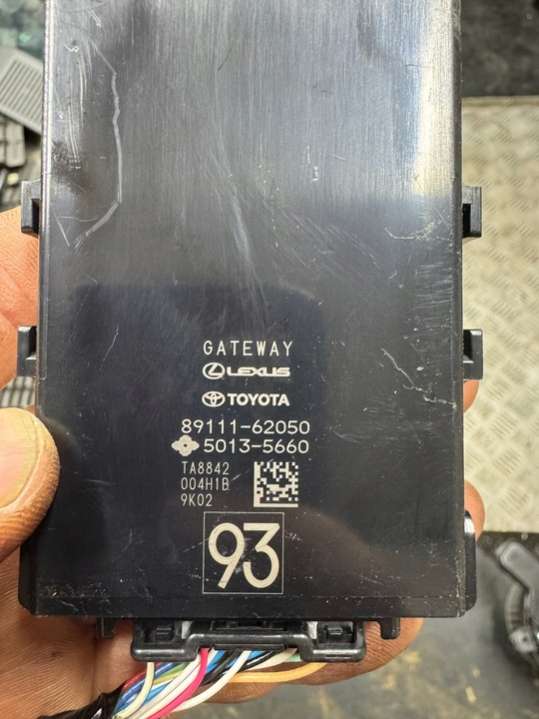 GATEWAY
LEXUS
TOYOTA
89111-62050
5013-5660
TA8842
004H1B
9K02
93